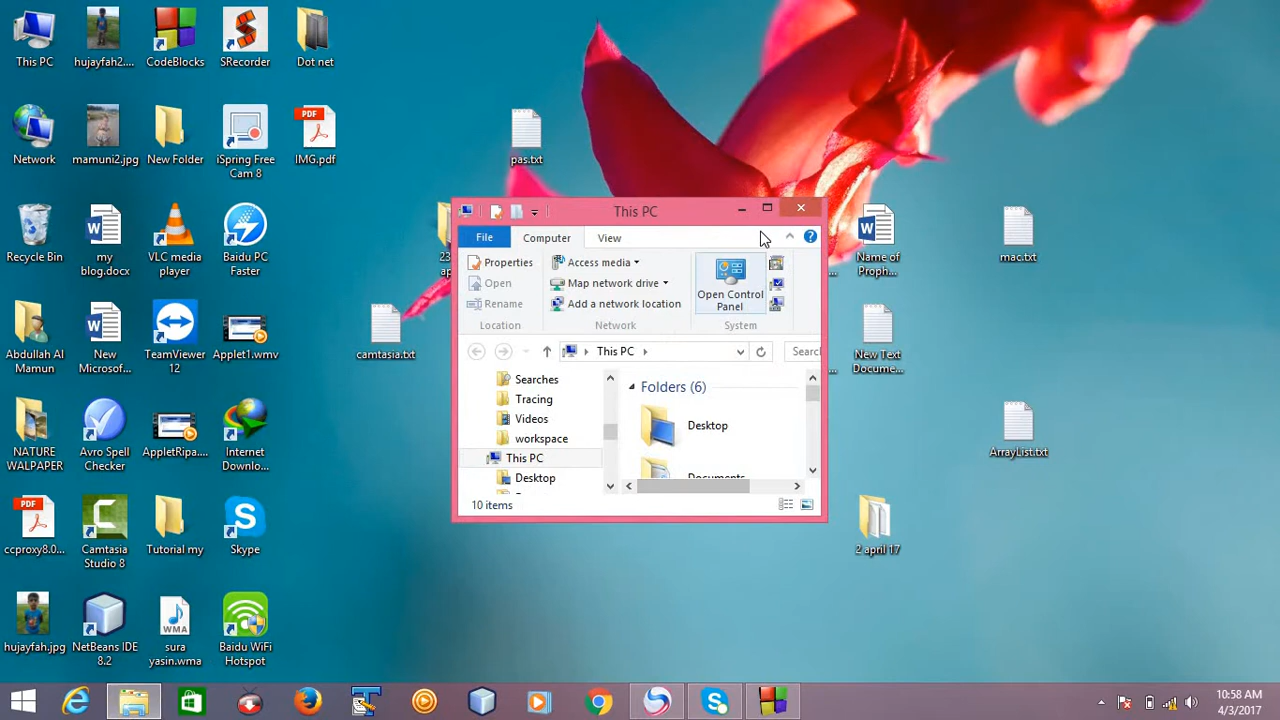 This PC
hujayfah2....
CodeBlocks
SRecorder
Dot net
Network
mamuni2.jpg
New Folder
iSpring Free
Cam 8
PDF
IMG.pdf
pas.txt
Recycle Bin
my
blog.docx
VLC media
player
Baidu PC
Faster
Abdullah Al
Mamun
New
Microsof...
TeamViewer
12
Applet1.wmv
camtasia.txt
NATURE
WALPAPER
Avro Spell
Checker
AppletRipa....
Internet
Downlo...
PDF
ccproxy8.0...
Camtasia
Studio 8
Tutorial my
Skype
hujayfah.jpg
NetBeans IDE
8.2
WMA
sura
yasin.wma
Baidu WiFi
Hotspot
This PC
File
Computer
View
Properties
Open
Rename
Location
Access media
Map network drive
Add a network location
Network
Open Control
Panel
System
This PC
Searc
Searches
Tracing
Videos
workspace
This PC
Desktop
Folders (6)
Desktop
Documents
10 items
Name of
Proph...
mac.txt
New Text
Docume...
ArrayList.txt
2 april 17
10:58 AM
4/3/2017